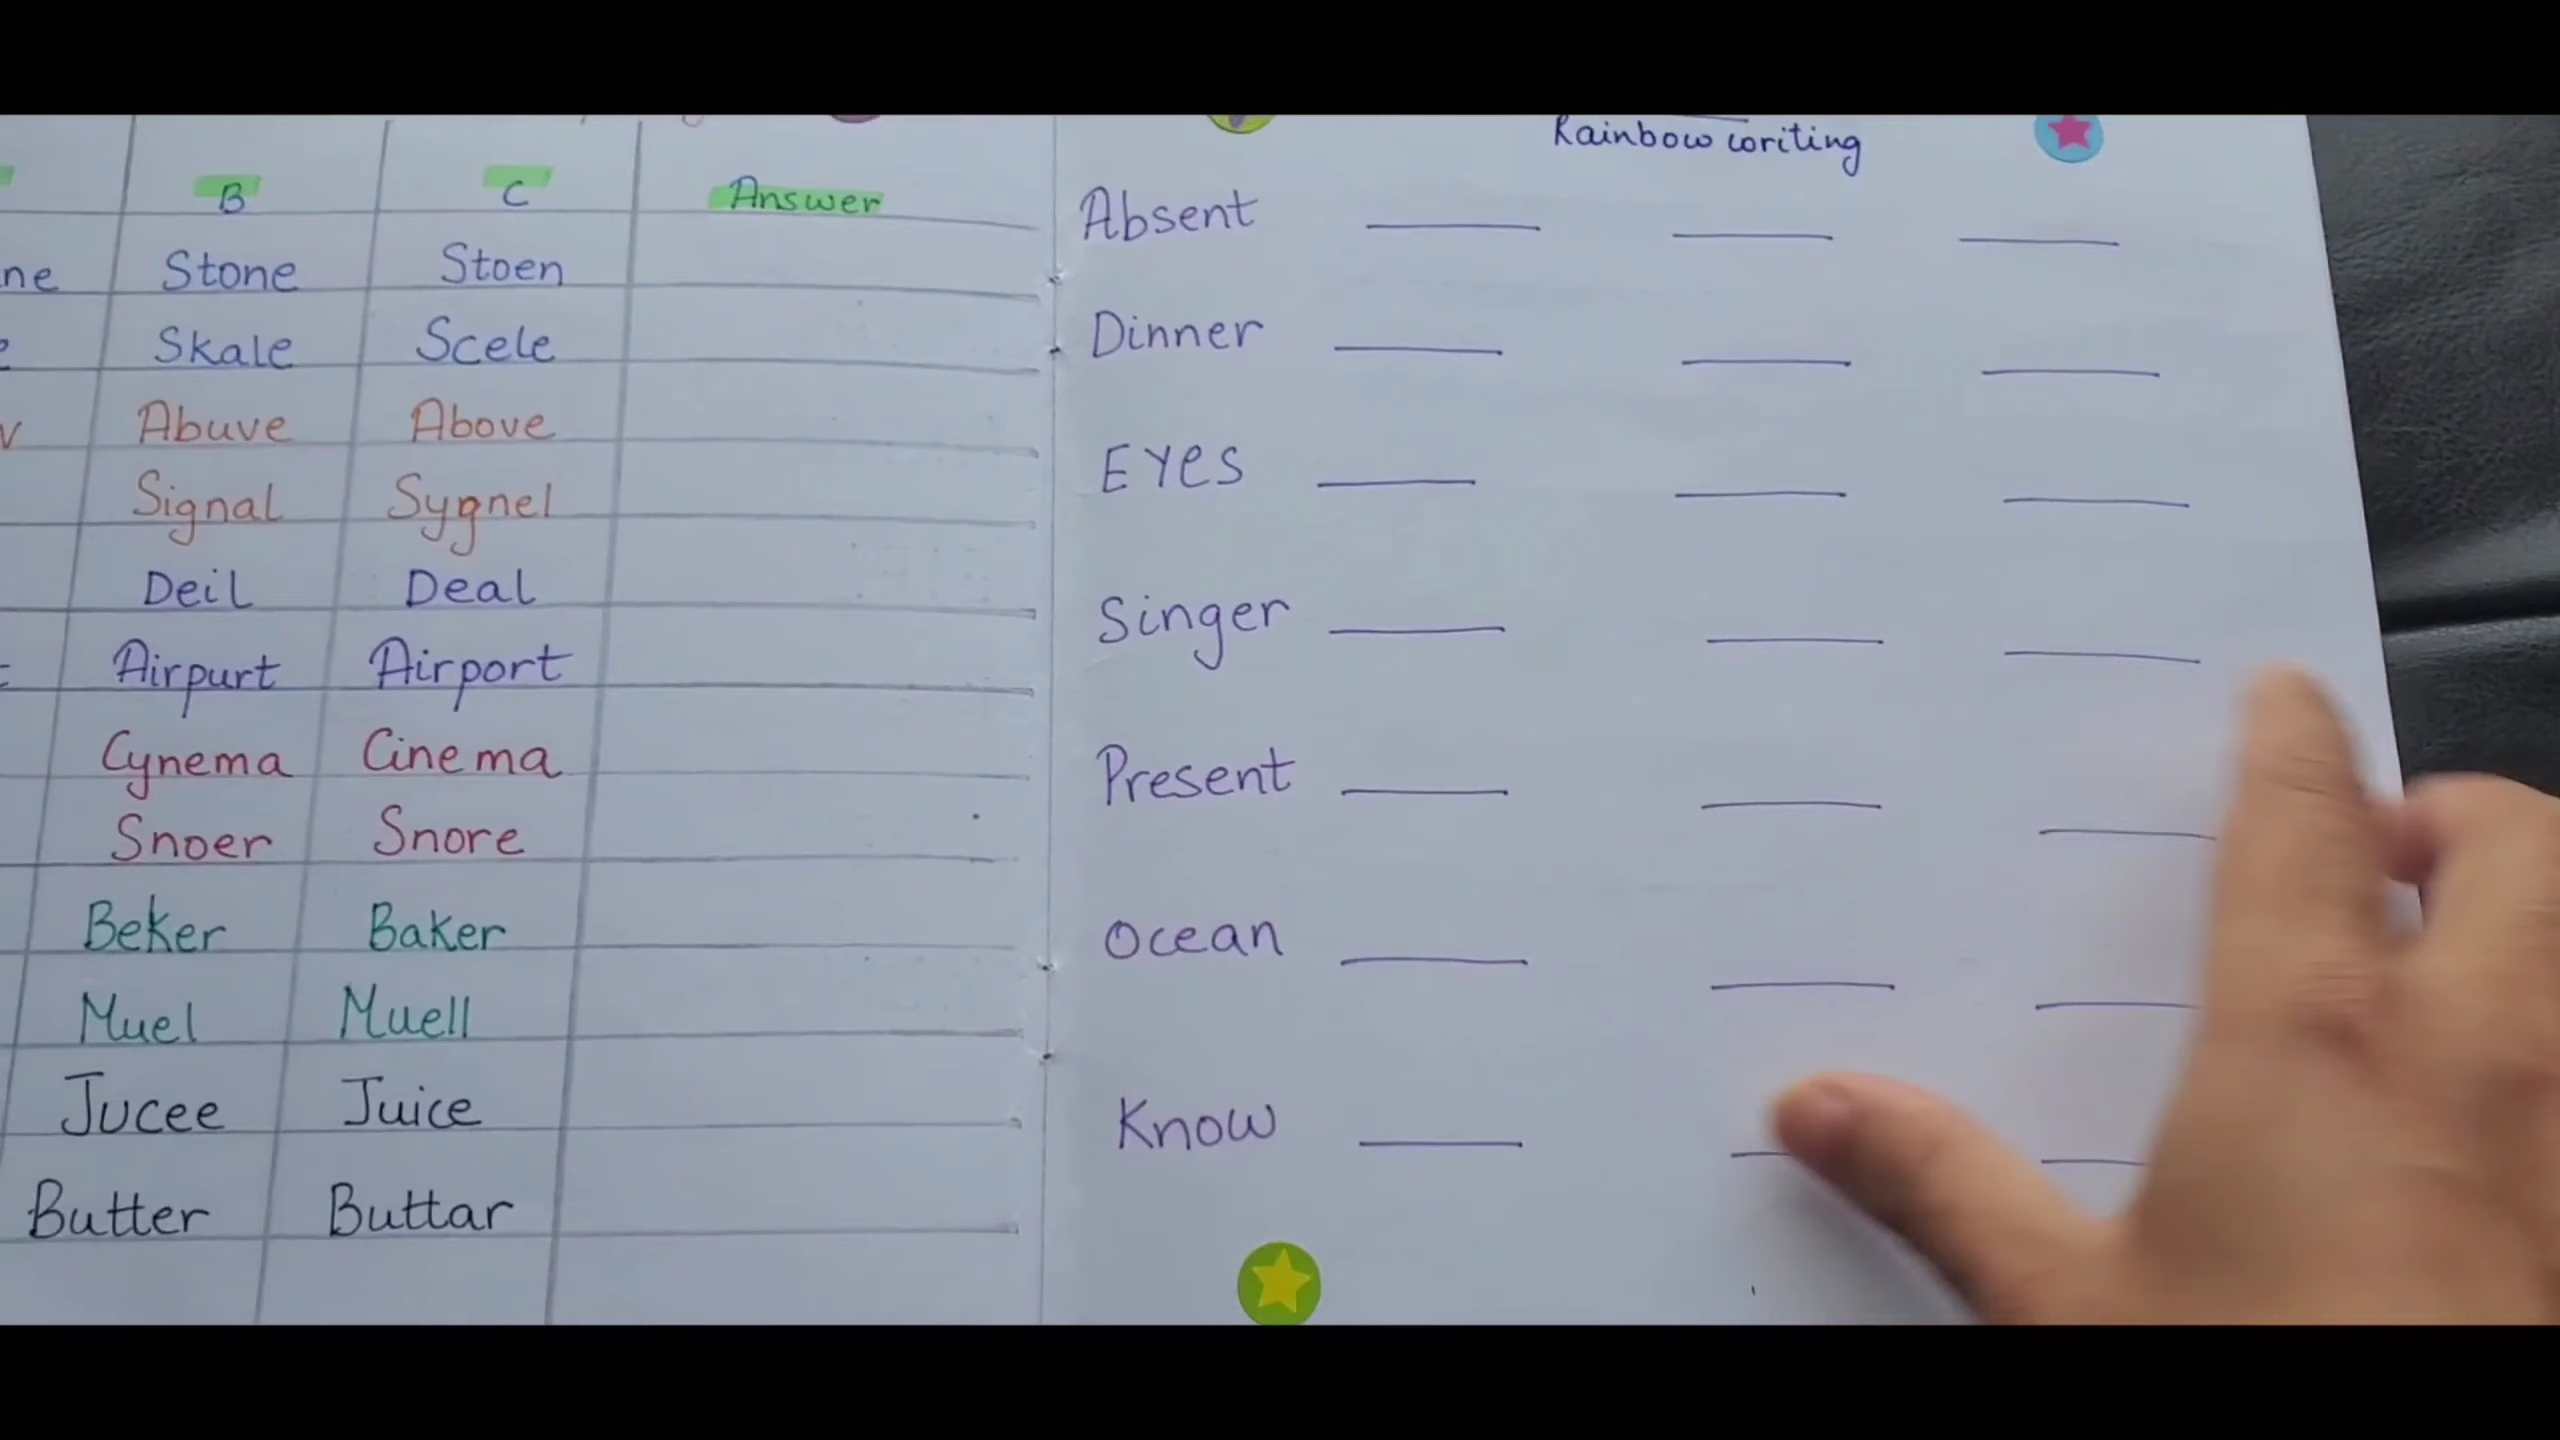 B C Answer
ne Stone Stoen
e Skale Scele
Abuve Above
Signal Sygnel
Deil Deal
Airpurt Airport
Cynema Cinema
Snoer Snore
Beker Baker
Muel Muell
Jucee Juice
Butter Buttar
Rainbow writing
Absent
Dinner
EYes
Singer
Present
Ocean
Know